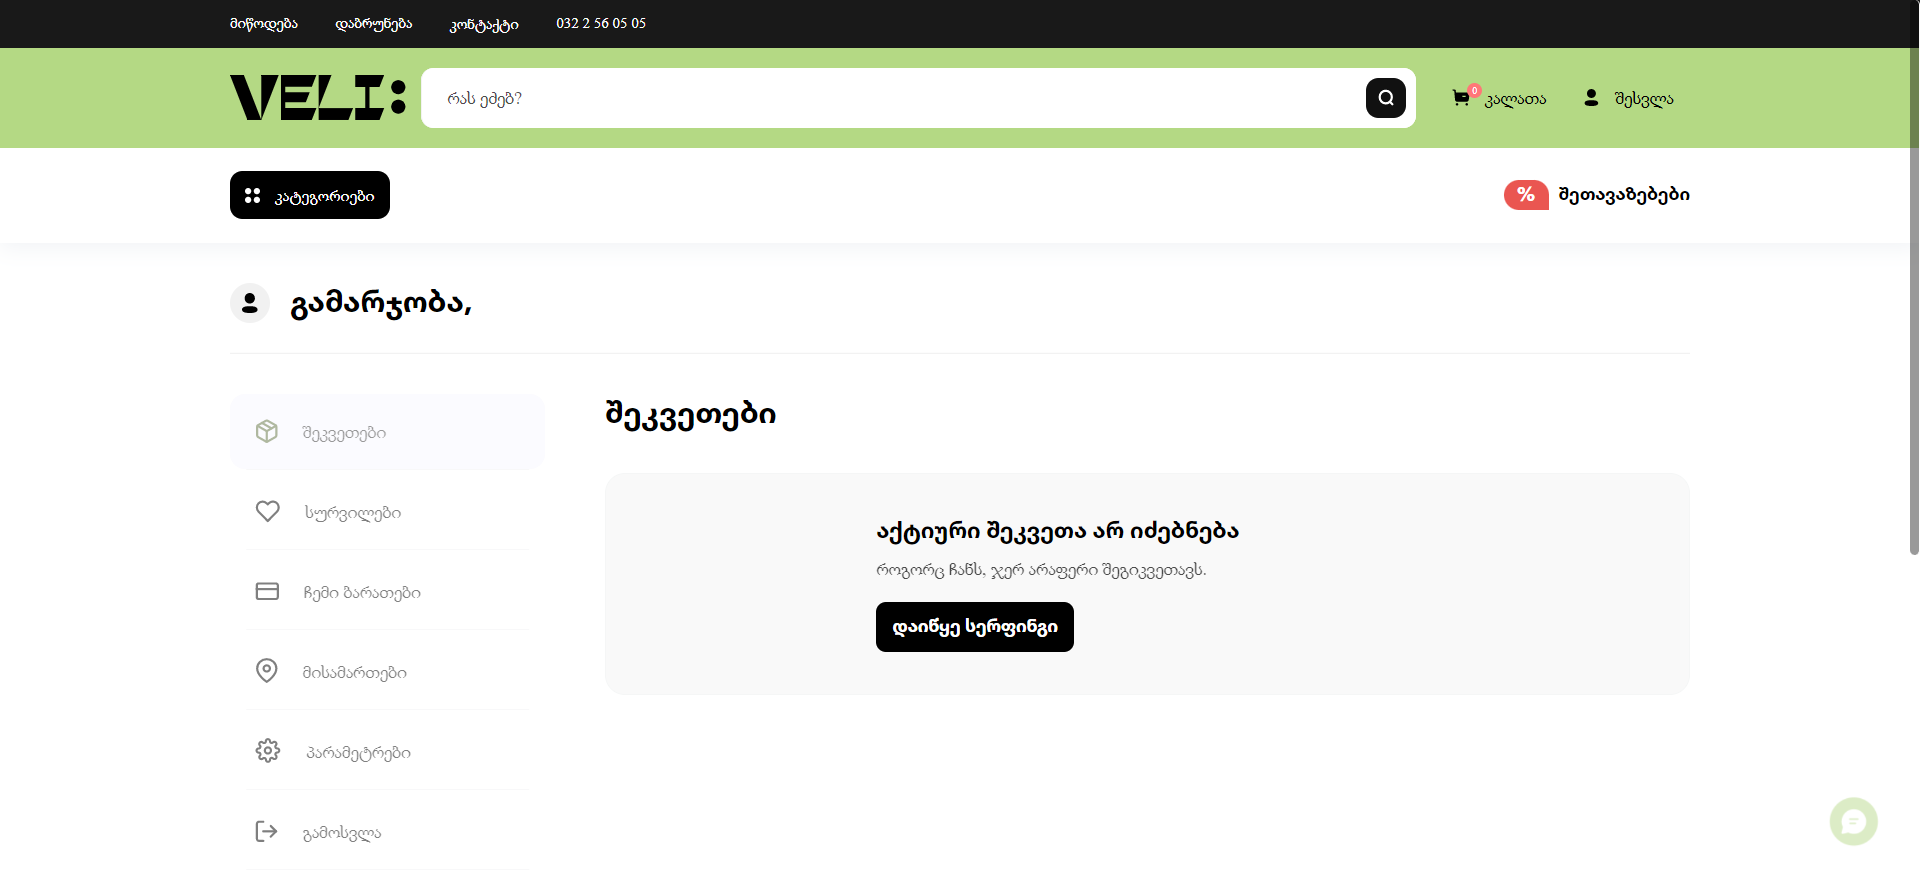 მიწოდება დაბრუნება კონტაქტი 032 2 56 05 05
VELI: რას ეძებ? 0 კალათა შესვლა
კატეგორიები % შეთავაზებები
გამარჯობა,
შეკვეთები
სურვილები
ჩემი ბარათები
მისამართები
პარამეტრები
გამოსვლა
შეკვეთები
აქტიური შეკვეთა არ იძებნება
როგორც ჩანს, ჯერ არაფერი შეგიკვეთავს.
დაიწყე სერფინგი